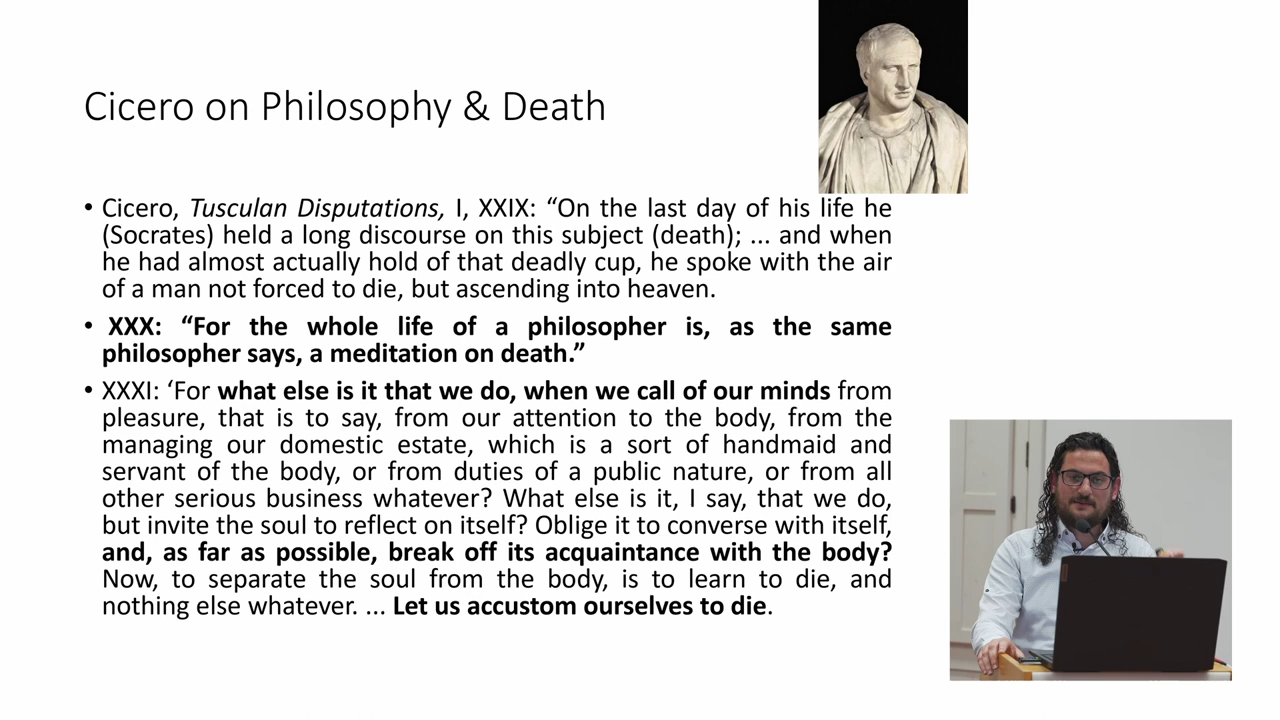 Cicero on Philosophy & Death
• Cicero, Tusculan Disputations, I, XXIX: “On the last day of his life he
(Socrates) held a long discourse on this subject (death); ... and when
he had almost actually hold of that deadly cup, he spoke with the air
of a man not forced to die, but ascending into heaven.
• XXX: “For the whole life of a philosopher is, as the same
philosopher says, a meditation on death.”
• XXXI: ‘For what else is it that we do, when we call of our minds from
pleasure, that is to say, from our attention to the body, from the
managing our domestic estate, which is a sort of handmaid and
servant of the body, or from duties of a public nature, or from all
other serious business whatever? What else is it, I say, that we do,
but invite the soul to reflect on itself? Oblige it to converse with itself,
and, as far as possible, break off its acquaintance with the body?
Now, to separate the soul from the body, is to learn to die, and
nothing else whatever. ... Let us accustom ourselves to die.